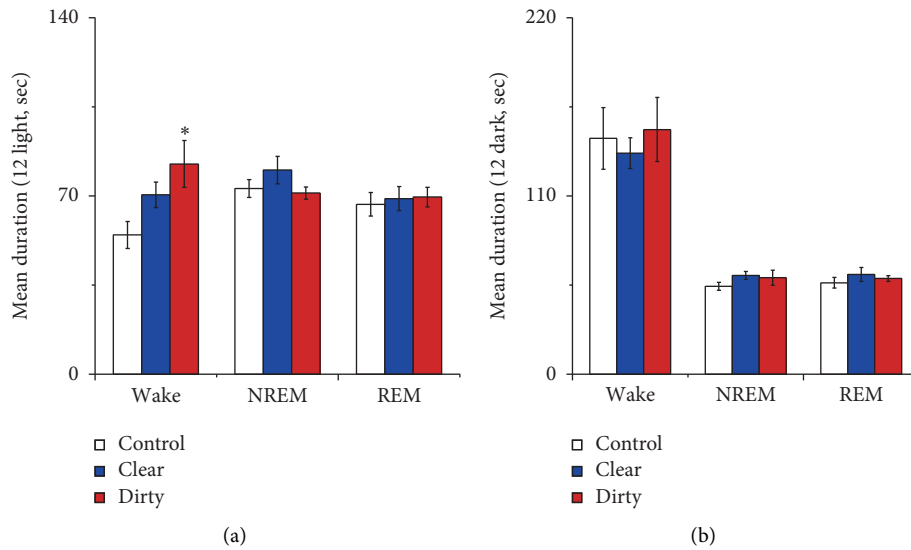 140
70
0
Mean duration (12 light, sec)
*
Wake NREM REM
Control
Clear
Dirty
(a)
220
110
0
Mean duration (12 dark, sec)
Wake NREM REM
Control
Clear
Dirty
(b)